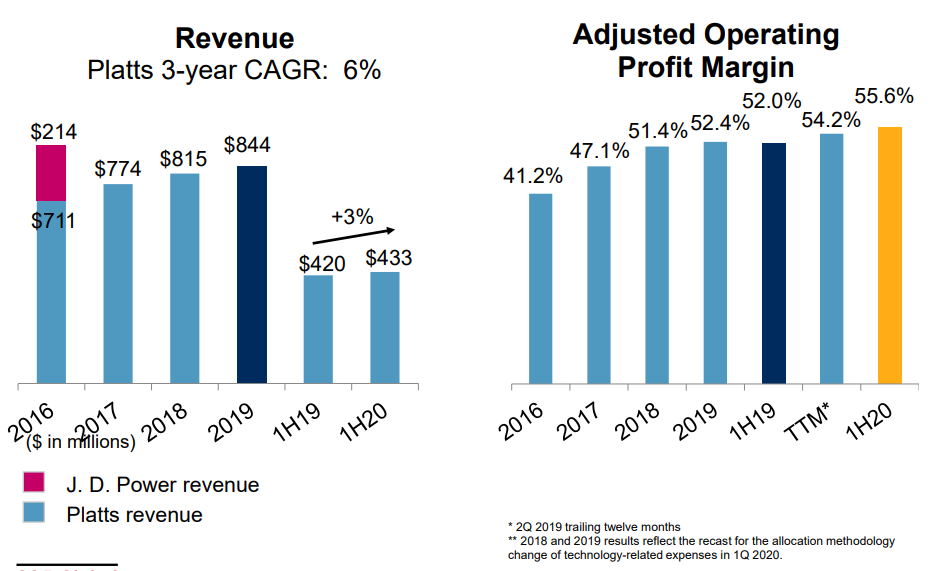 Revenue
Platts 3-year CAGR: 6%
$214
$711
$774
$815
$844
+3%
$420
$433
2016
2017
2018
2019
1H19
1H20
($ in millions)
J. D. Power revenue
Platts revenue
Adjusted Operating
Profit Margin
41.2%
47.1%
51.4%
52.4%
52.0%
54.2%
55.6%
2016
2017
2018
2019
1H19
TTM*
1H20
* 2Q 2019 trailing twelve months
** 2018 and 2019 results reflect the recast for the allocation methodology
change of technology-related expenses in 1Q 2020.